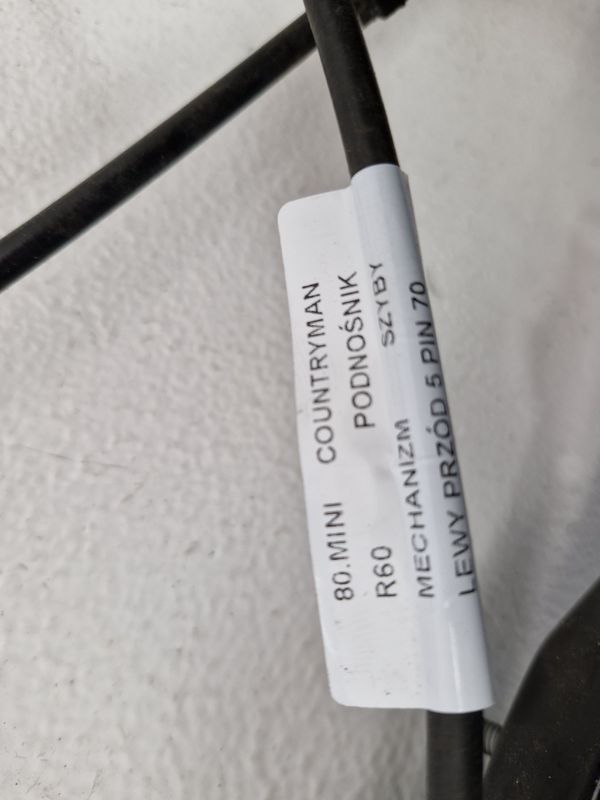 80.MINI COUNTRYMAN
R60 PODNOŚNIK
MECHANIZM SZYBY
LEWY PRZÓD 5 PIN 70